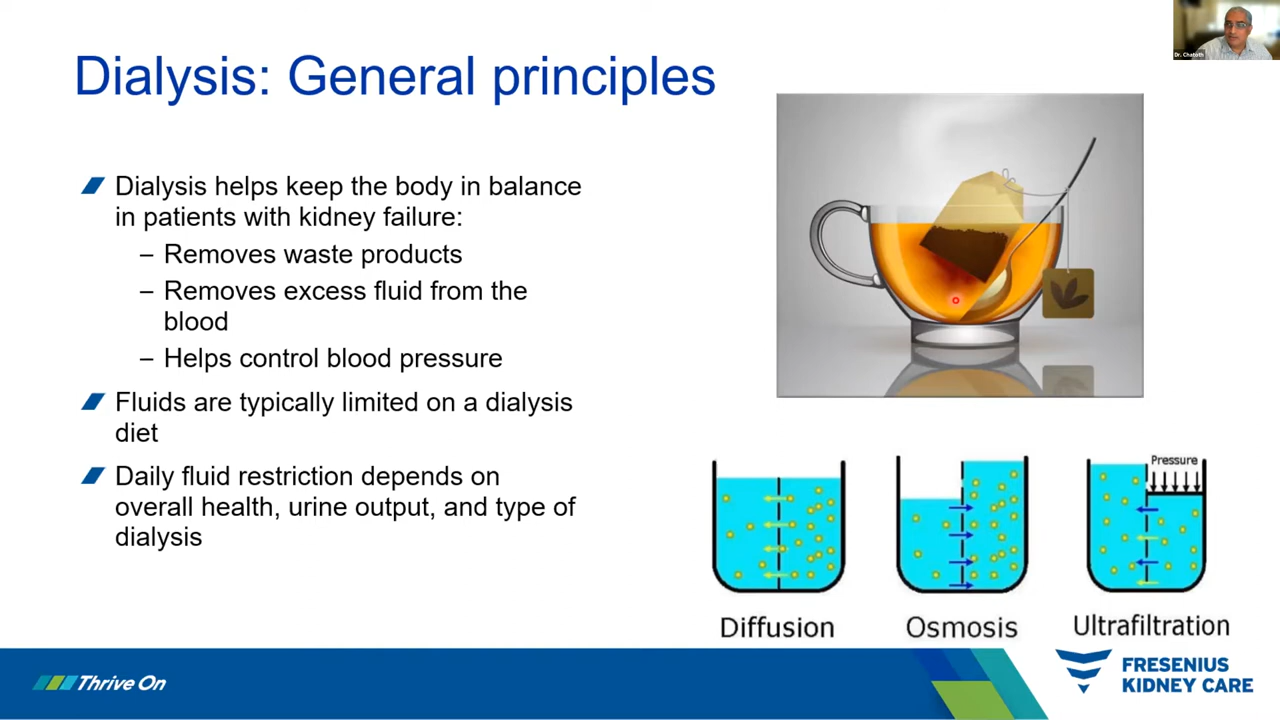 Dr. Chatoth
Dialysis: General principles
Dialysis helps keep the body in balance
in patients with kidney failure:
– Removes waste products
– Removes excess fluid from the
blood
– Helps control blood pressure
Fluids are typically limited on a dialysis
diet
Daily fluid restriction depends on
overall health, urine output, and type of
dialysis
Pressure
Diffusion
Osmosis
Ultrafiltration
Thrive On
FRESENIUS
KIDNEY CARE